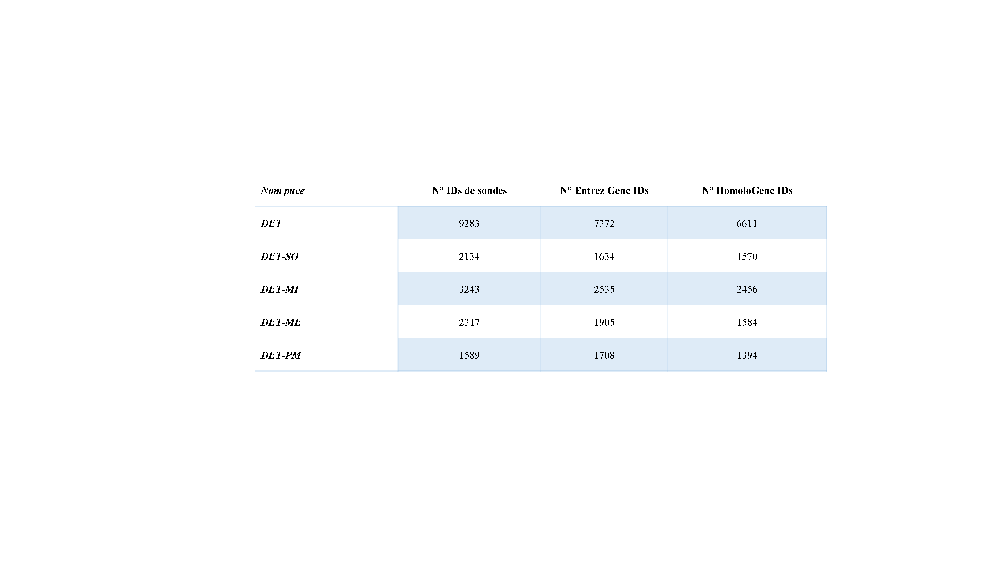 Nom puce N° IDs de sondes N° Entrez Gene IDs N° HomoloGene IDs
DET 9283 7372 6611
DET-SO 2134 1634 1570
DET-MI 3243 2535 2456
DET-ME 2317 1905 1584
DET-PM 1589 1708 1394